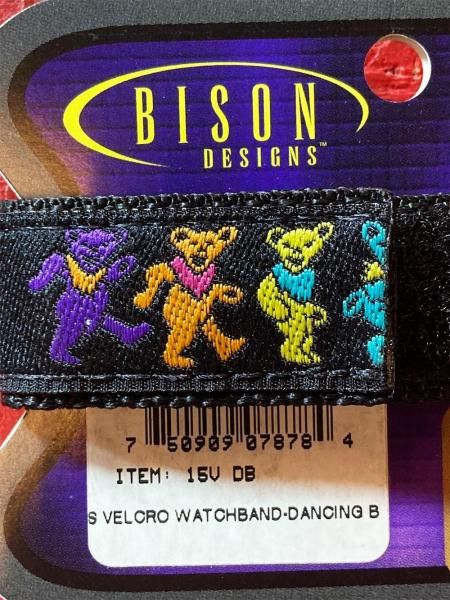 BISON
DESIGNS™
7 50909 07878 4
ITEM: 15V DB
S VELCRO WATCHBAND-DANCING B